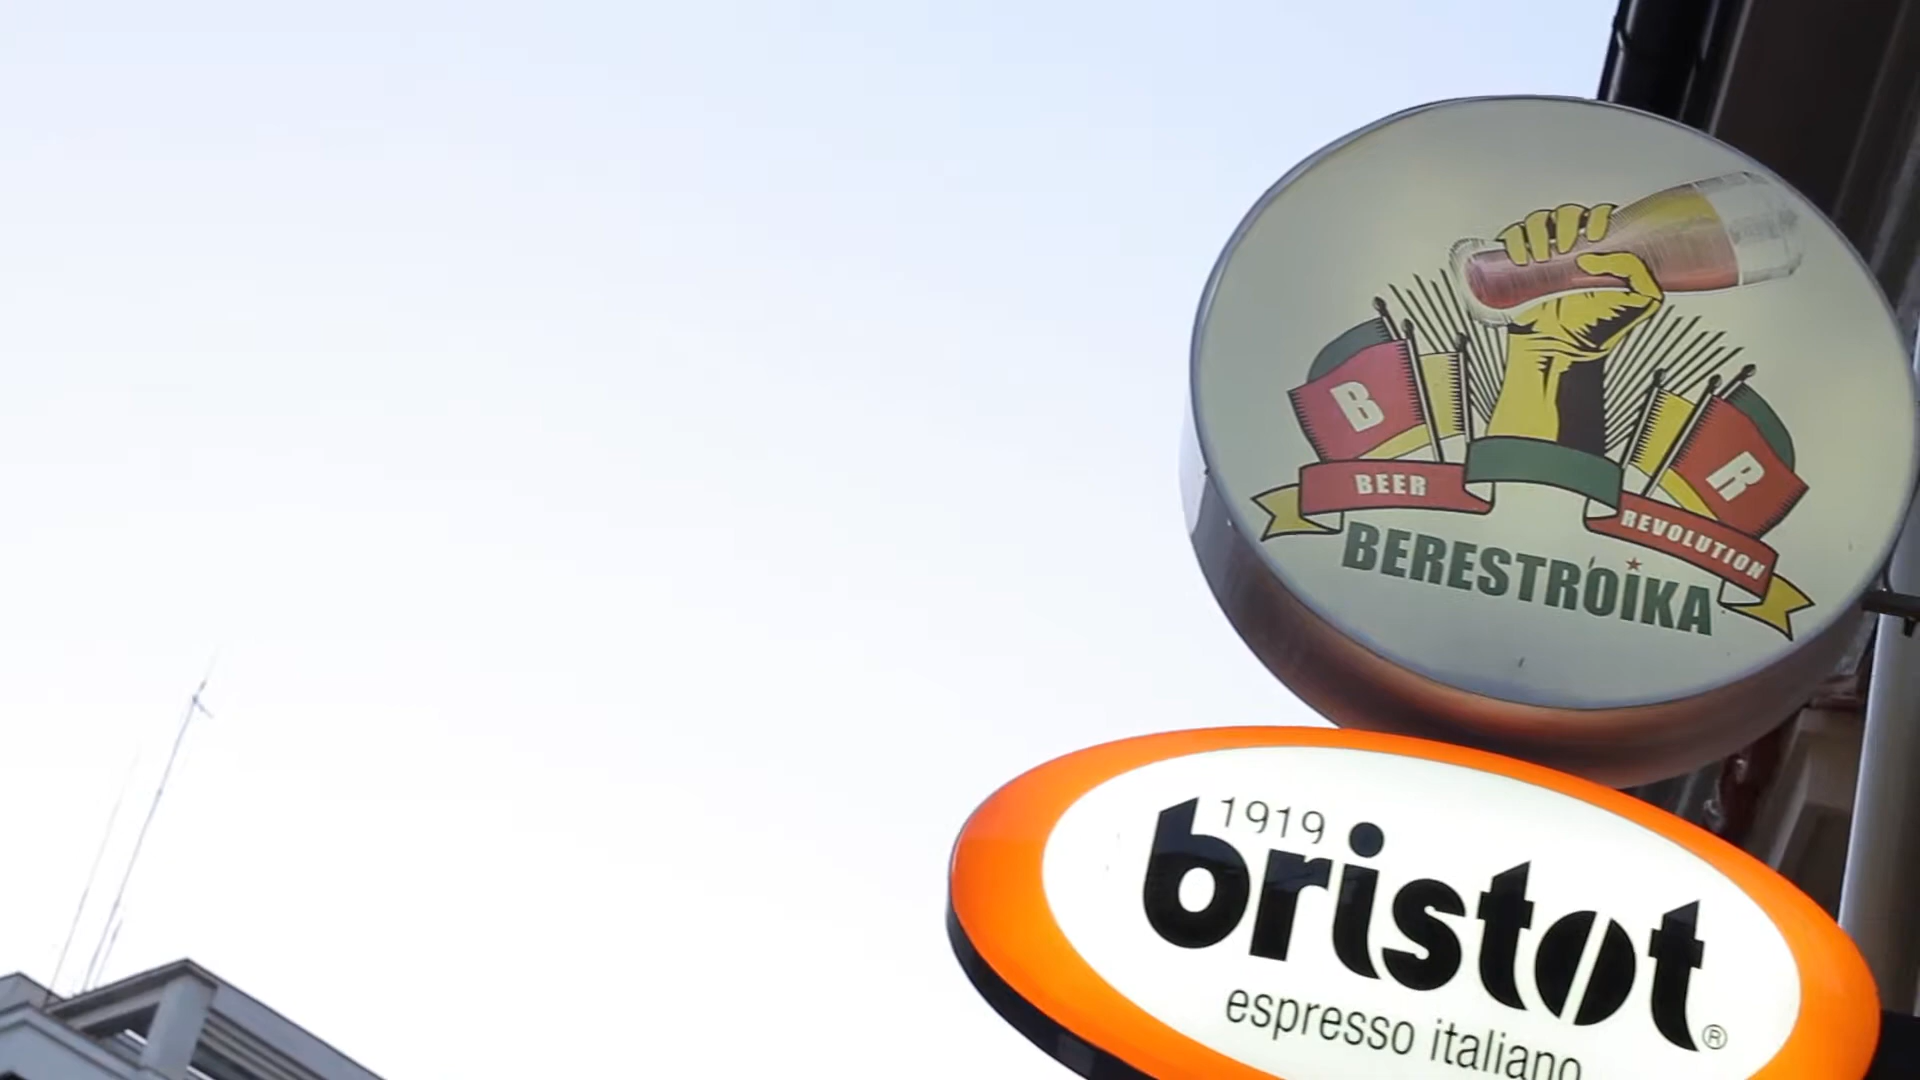 B
R
BEER
REVOLUTION
BERESTROIKA
1919
bristot®
espresso italiano